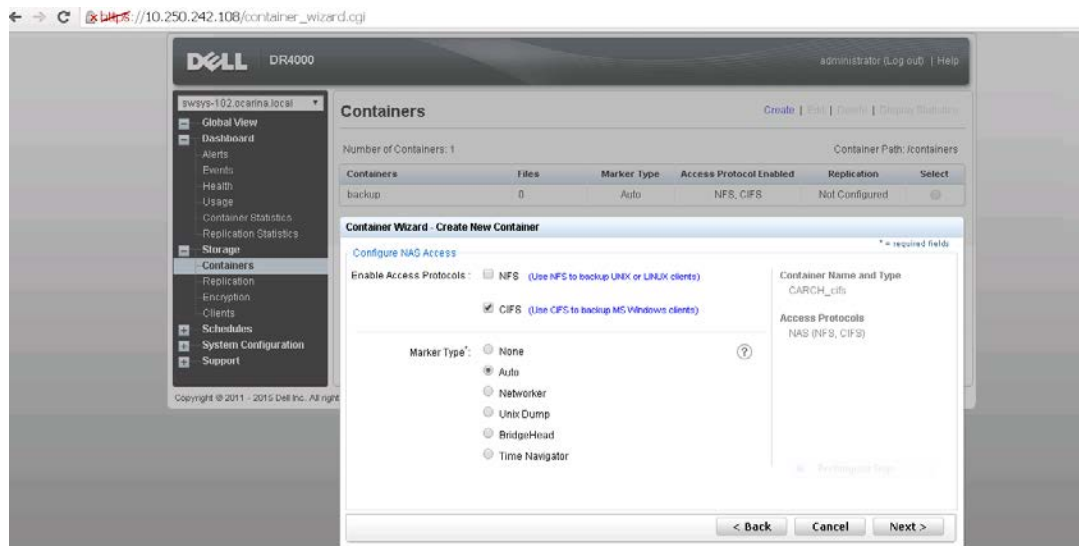 https://10.250.242.108/container_wizard.cgi
DELL DR4000
administrator (Log out) | Help
swsys-102.ocarina.local
Global View
Dashboard
Alerts
Events
Health
Usage
Container Statistics
Replication Statistics
Storage
Containers
Replication
Encryption
Clients
Schedules
System Configuration
Support
Copyright © 2011 - 2015 Dell Inc. All right
Containers
Create | Edit | Delete | Display Statistics
Number of Containers: 1
Container Path: /containers
Containers Files Marker Type Access Protocol Enabled Replication Select
backup 0 Auto NFS, CIFS Not Configured
Container Wizard - Create New Container
* = required fields
Configure NAS Access
Enable Access Protocols : NFS (Use NFS to backup UNIX or LINUX clients)
CIFS (Use CIFS to backup MS Windows clients)
Marker Type*: None
?
Auto
Networker
Unix Dump
BridgeHead
Time Navigator
Container Name and Type
CARCH_cifs
Access Protocols
NAS (NFS, CIFS)
< Back Cancel Next >